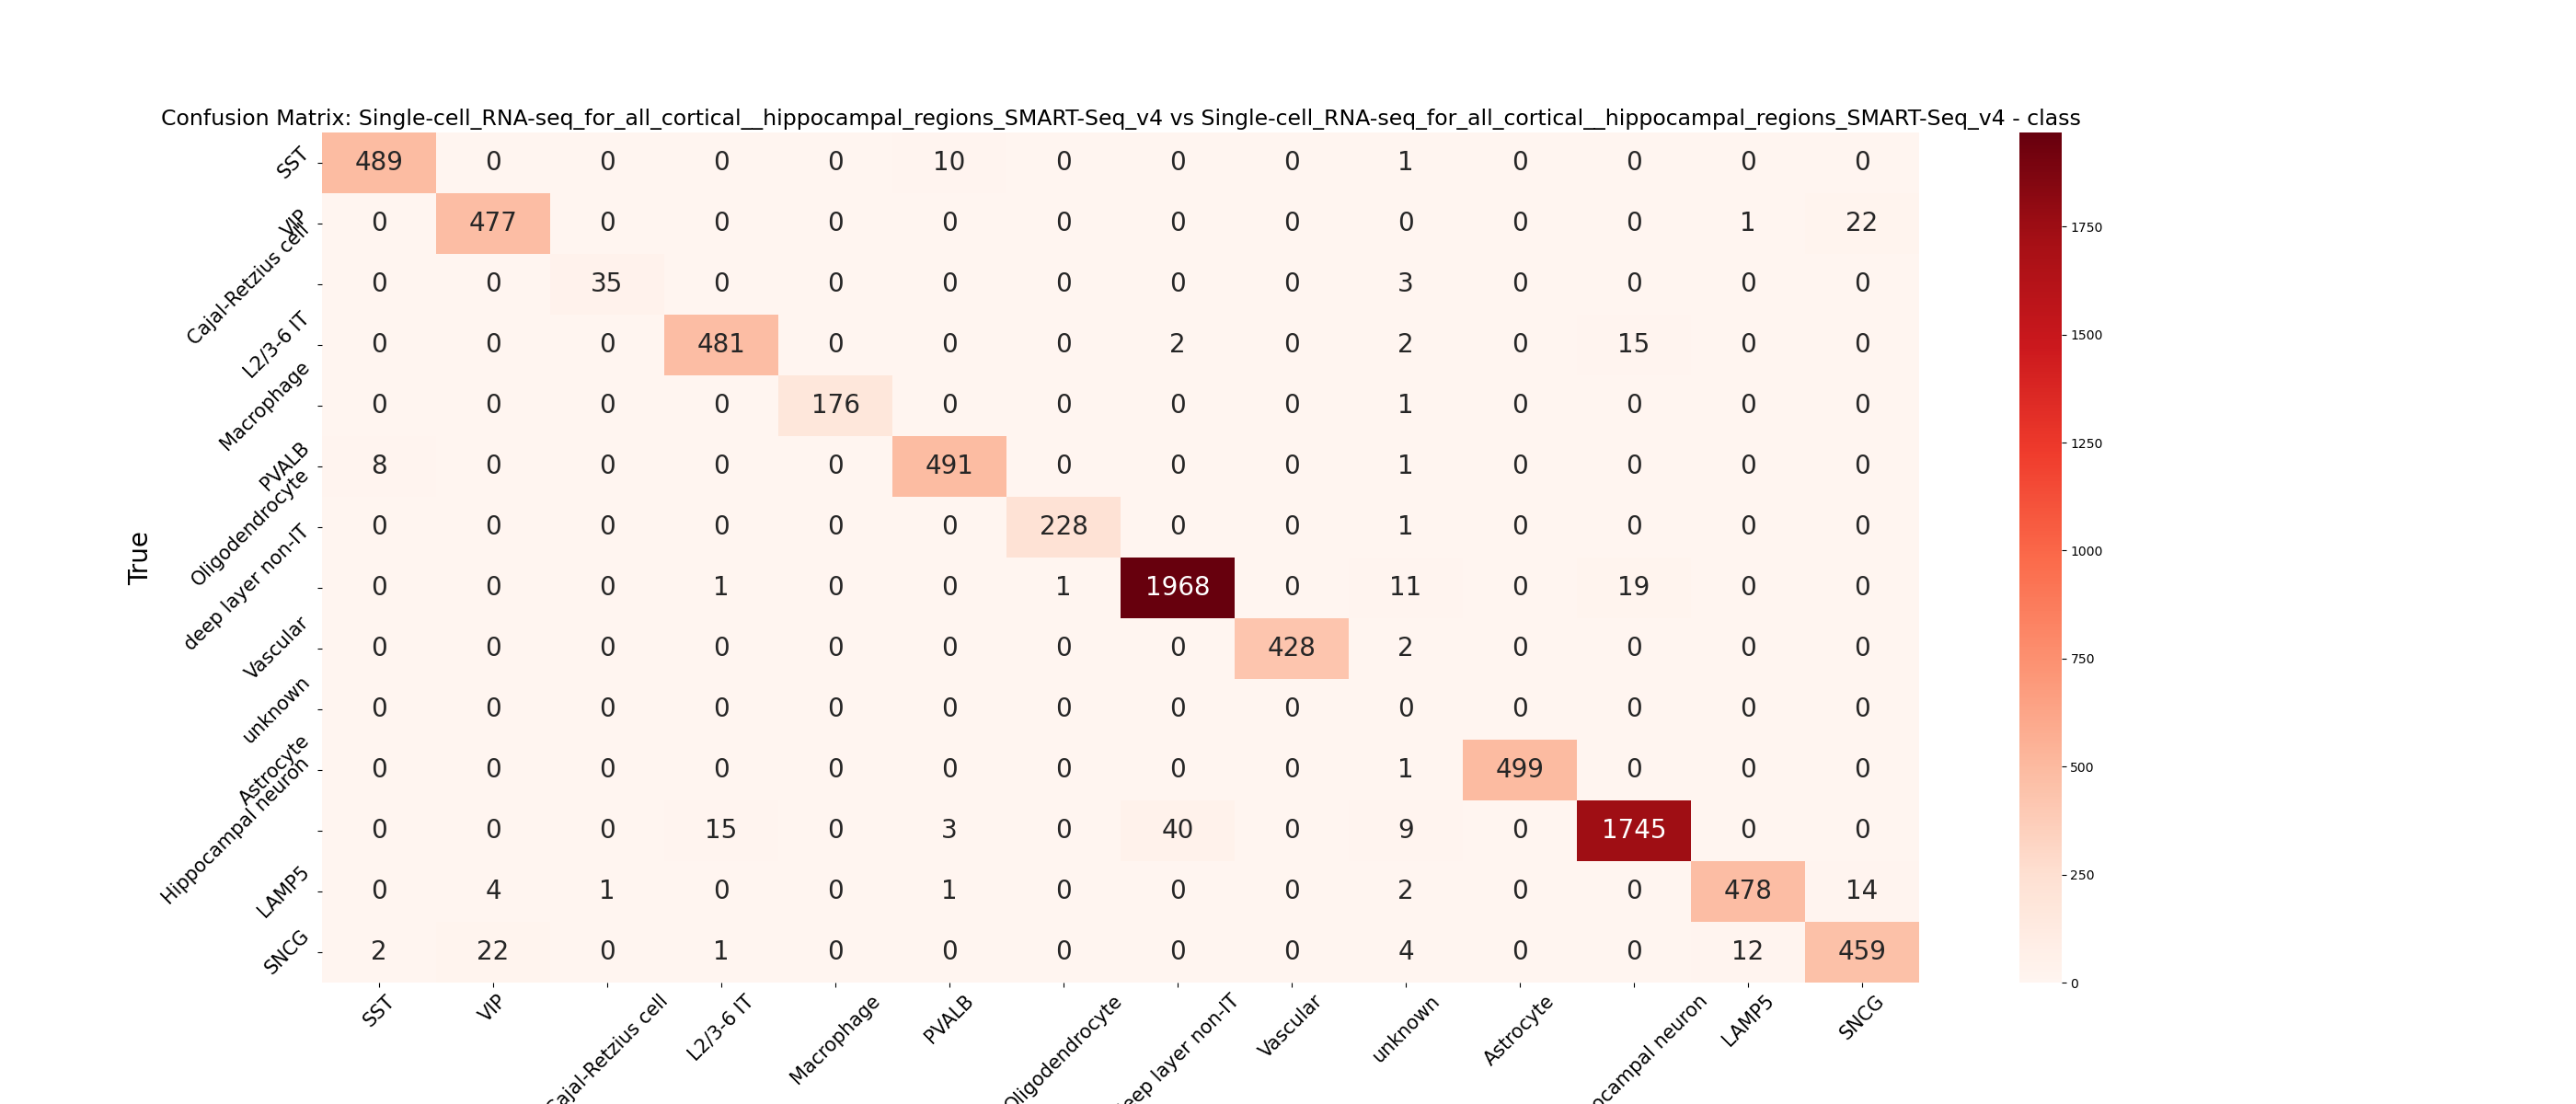 Confusion Matrix: Single-cell_RNA-seq_for_all_cortical__hippocampal_regions_SMART-Seq_v4 vs Single-cell_RNA-seq_for_all_cortical__hippocampal_regions_SMART-Seq_v4 - class
True
SST 489 0 0 0 0 10 0 0 0 1 0 0 0 0
VIP 0 477 0 0 0 0 0 0 0 0 0 0 1 22
Cajal-Retzius cell 0 0 35 0 0 0 0 0 0 3 0 0 0 0
L2/3-6 IT 0 0 0 481 0 0 0 2 0 2 0 15 0 0
Macrophage 0 0 0 0 176 0 0 0 0 1 0 0 0 0
PVALB 8 0 0 0 0 491 0 0 0 1 0 0 0 0
Oligodendrocyte 0 0 0 0 0 0 228 0 0 1 0 0 0 0
deep layer non-IT 0 0 0 1 0 0 1 1968 0 11 0 19 0 0
Vascular 0 0 0 0 0 0 0 0 428 2 0 0 0 0
unknown 0 0 0 0 0 0 0 0 0 0 0 0 0 0
Astrocyte 0 0 0 0 0 0 0 0 0 1 499 0 0 0
Hippocampal neuron 0 0 0 15 0 3 0 40 0 9 0 1745 0 0
LAMP5 0 4 1 0 0 1 0 0 0 2 0 0 478 14
SNCG 2 22 0 1 0 0 0 0 0 4 0 0 12 459
SST VIP Cajal-Retzius cell L2/3-6 IT Macrophage PVALB Oligodendrocyte eep layer non-IT Vascular unknown Astrocyte ocampal neuron LAMP5 SNCG
1750
1500
1250
1000
750
500
250
0